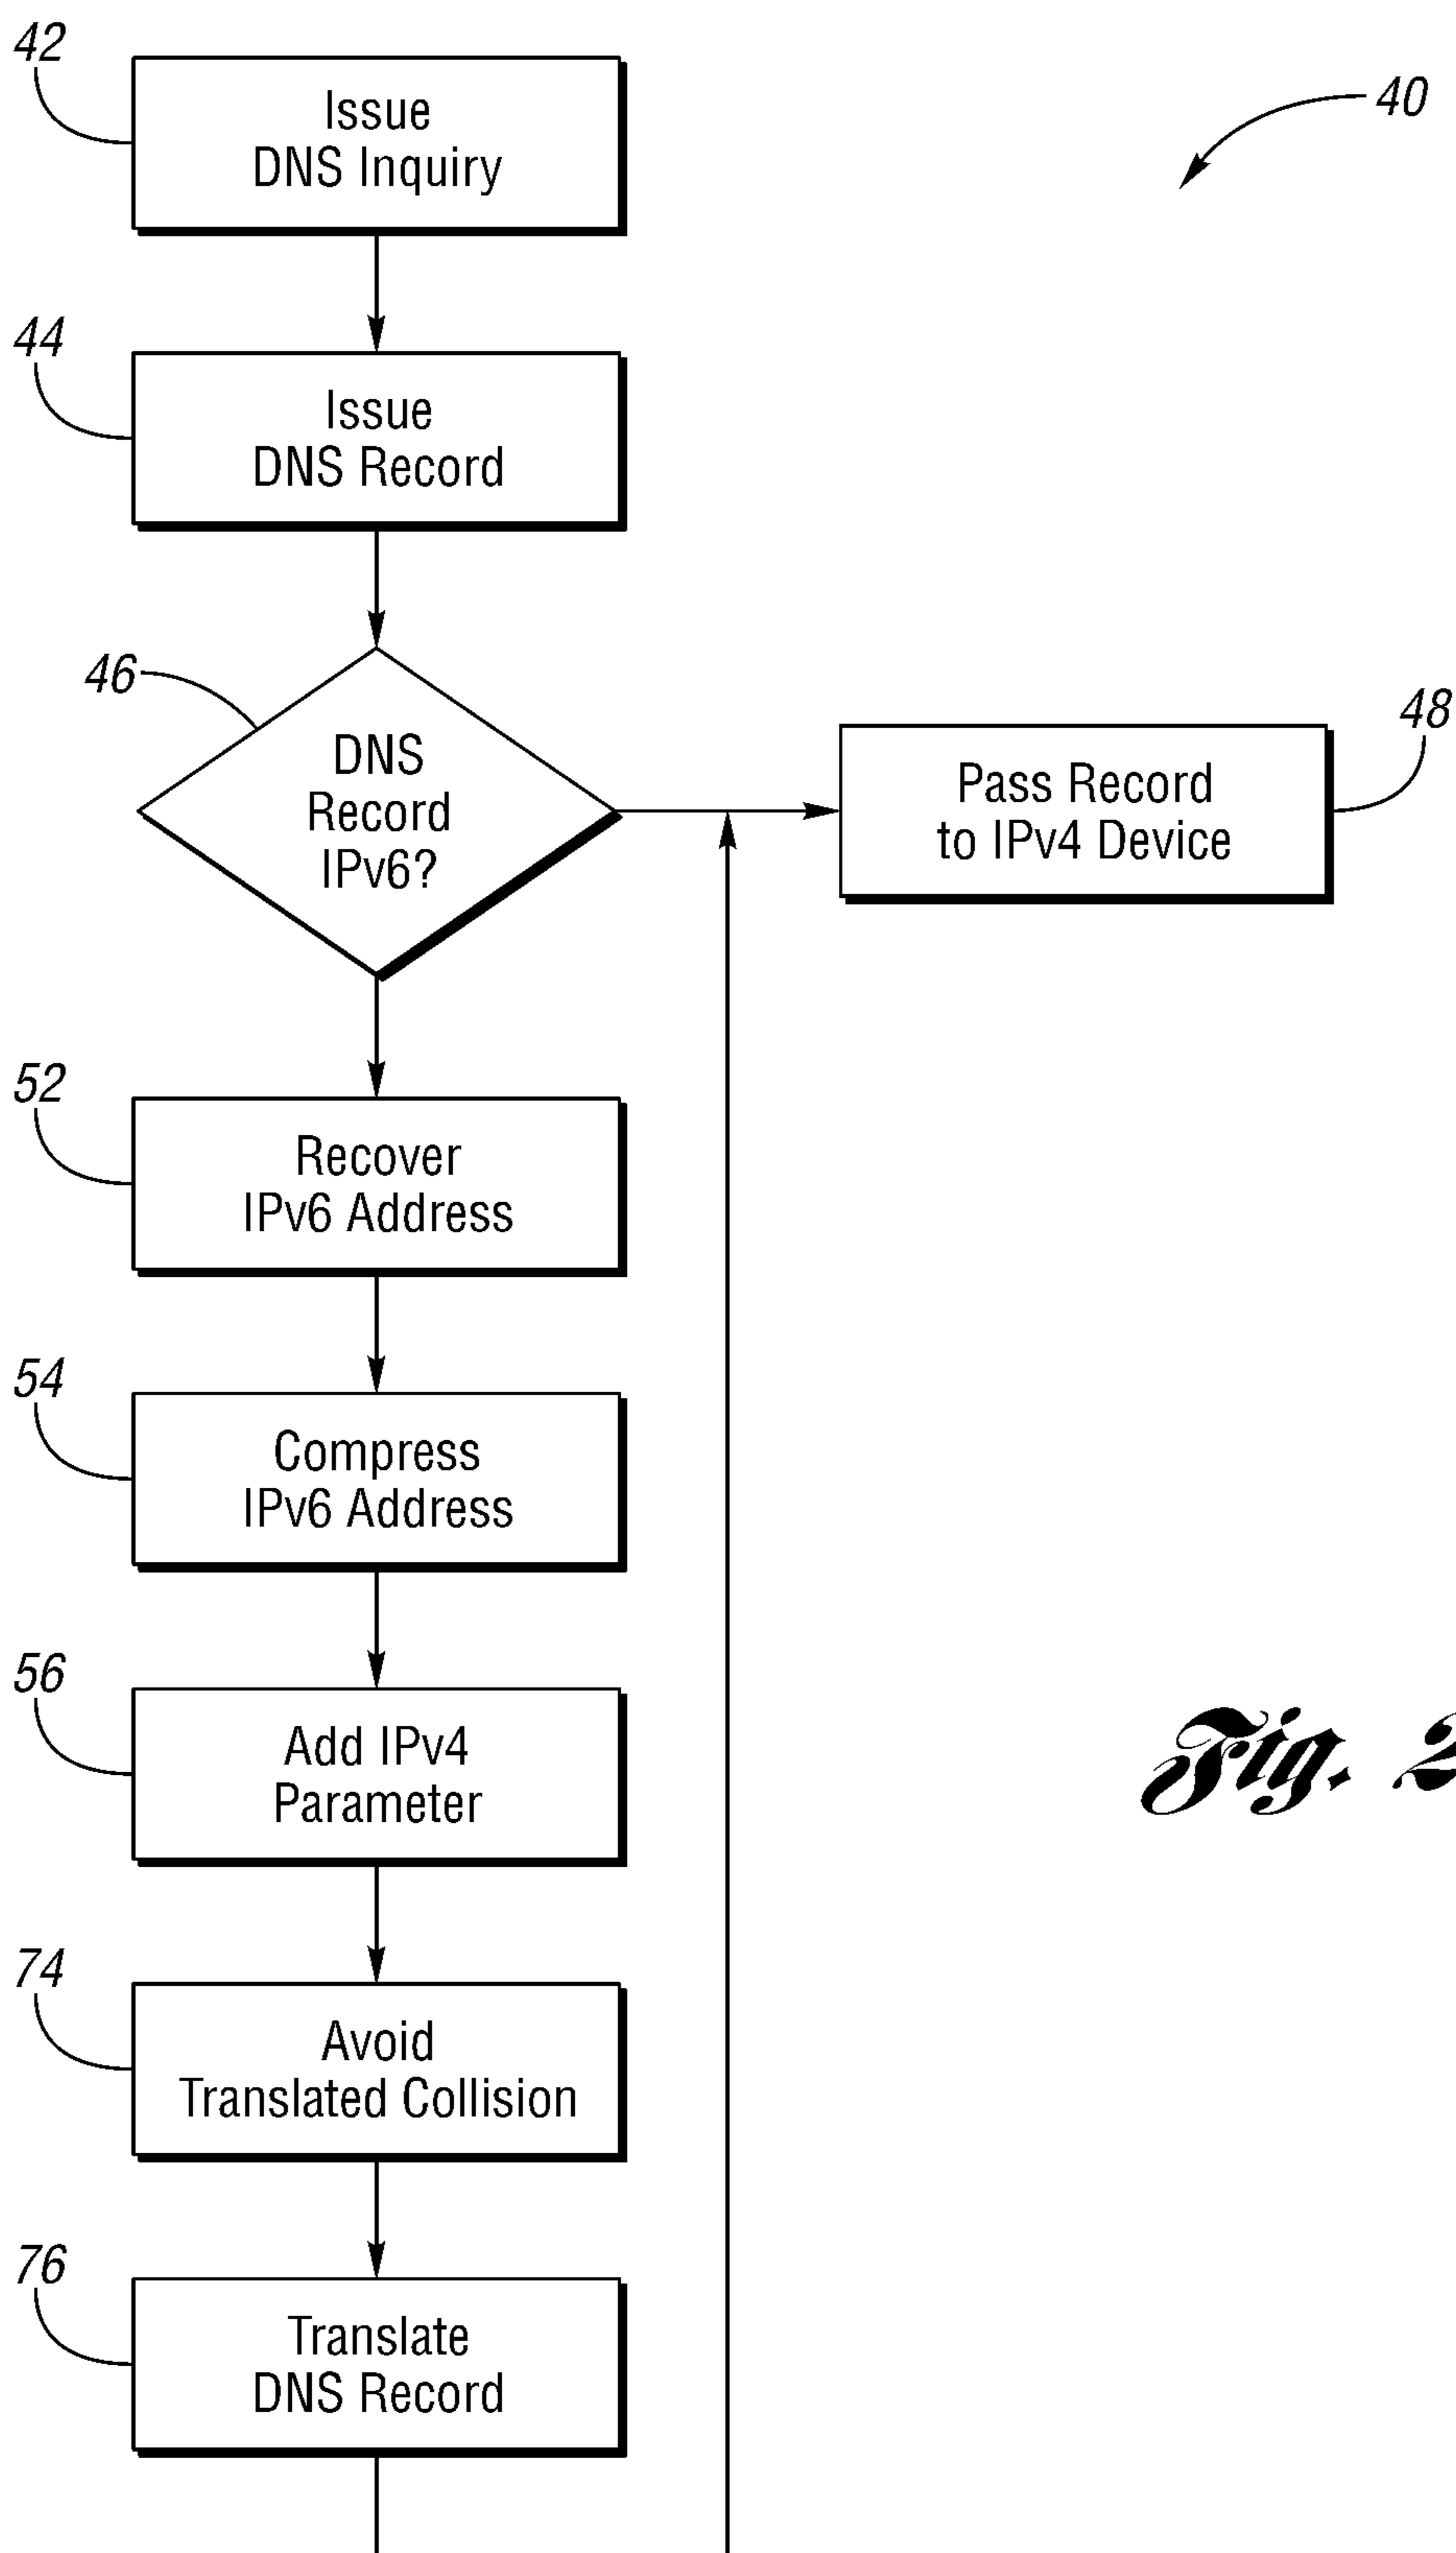 42
Issue
DNS Inquiry
40
44
Issue
DNS Record
46
DNS
Record
IPv6?
48
Pass Record
to IPv4 Device
52
Recover
IPv6 Address
54
Compress
IPv6 Address
56
Add IPv4
Parameter
Fig. 2
74
Avoid
Translated Collision
76
Translate
DNS Record